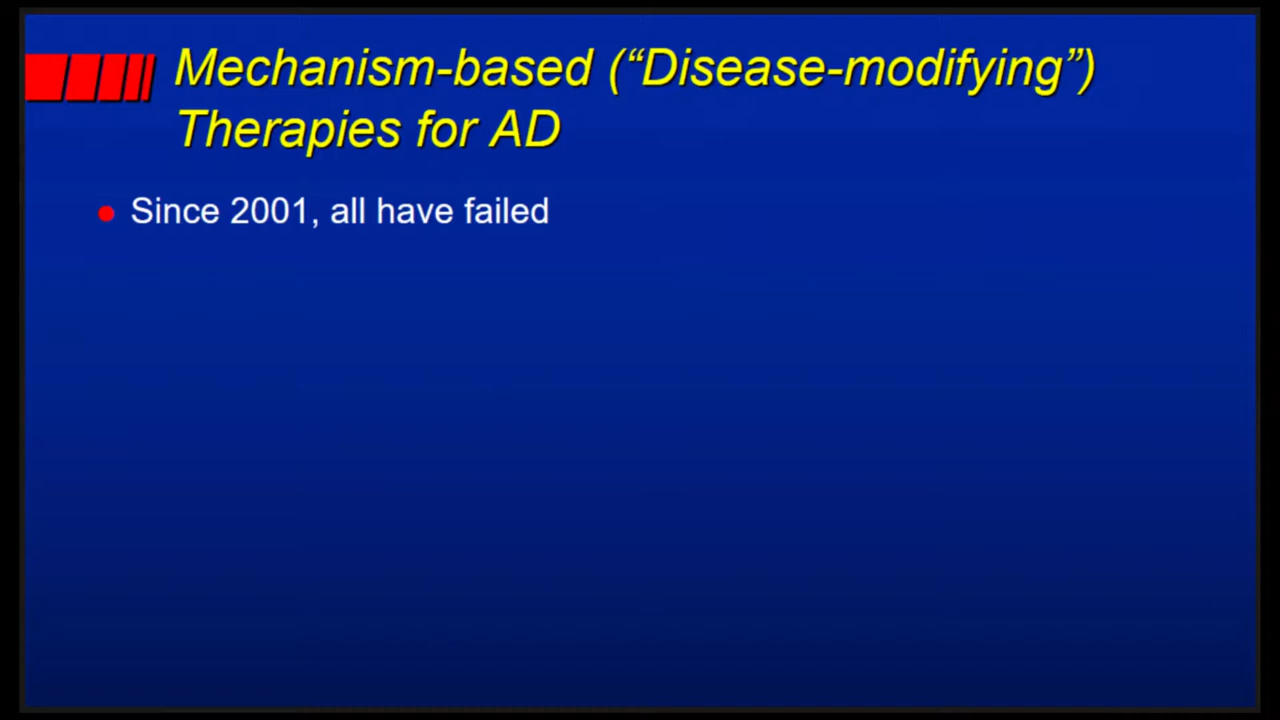 Mechanism-based (“Disease-modifying”)
Therapies for AD
Since 2001, all have failed